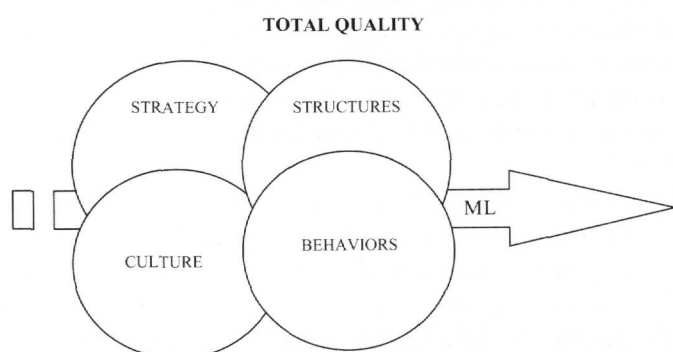 TOTAL QUALITY
STRATEGY STRUCTURES
ML
CULTURE BEHAVIORS